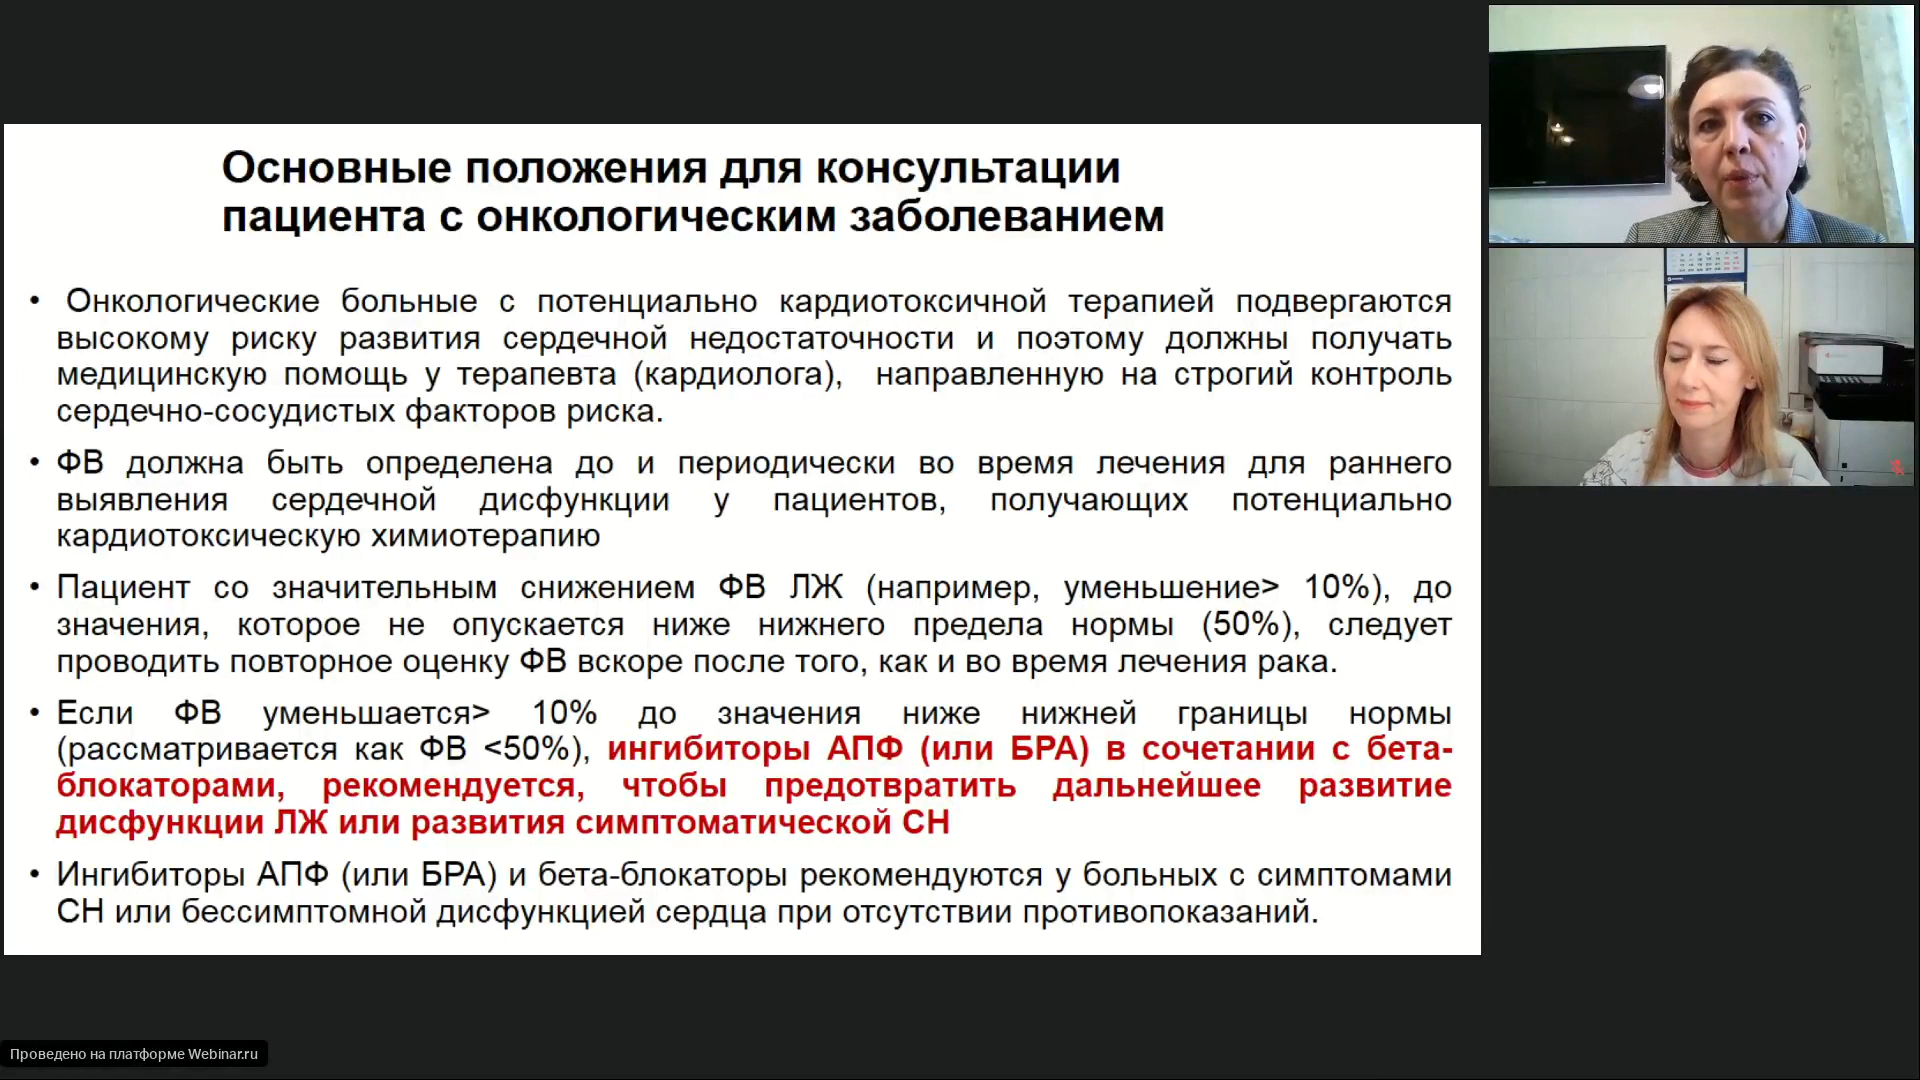 Основные положения для консультации
пациента с онкологическим заболеванием
• Онкологические больные с потенциально кардиотоксичной терапией подвергаются
высокому риску развития сердечной недостаточности и поэтому должны получать
медицинскую помощь у терапевта (кардиолога), направленную на строгий контроль
сердечно-сосудистых факторов риска.
• ФВ должна быть определена до и периодически во время лечения для раннего
выявления сердечной дисфункции у пациентов, получающих потенциально
кардиотоксическую химиотерапию
• Пациент со значительным снижением ФВ ЛЖ (например, уменьшение> 10%), до
значения, которое не опускается ниже нижнего предела нормы (50%), следует
проводить повторное оценку ФВ вскоре после того, как и во время лечения рака.
• Если ФВ уменьшается> 10% до значения ниже нижней границы нормы
(рассматривается как ФВ <50%), ингибиторы АПФ (или БРА) в сочетании с бета-
блокаторами, рекомендуется, чтобы предотвратить дальнейшее развитие
дисфункции ЛЖ или развития симптоматической СН
• Ингибиторы АПФ (или БРА) и бета-блокаторы рекомендуются у больных с симптомами
СН или бессимптомной дисфункцией сердца при отсутствии противопоказаний.
Проведено на платформе Webinar.ru